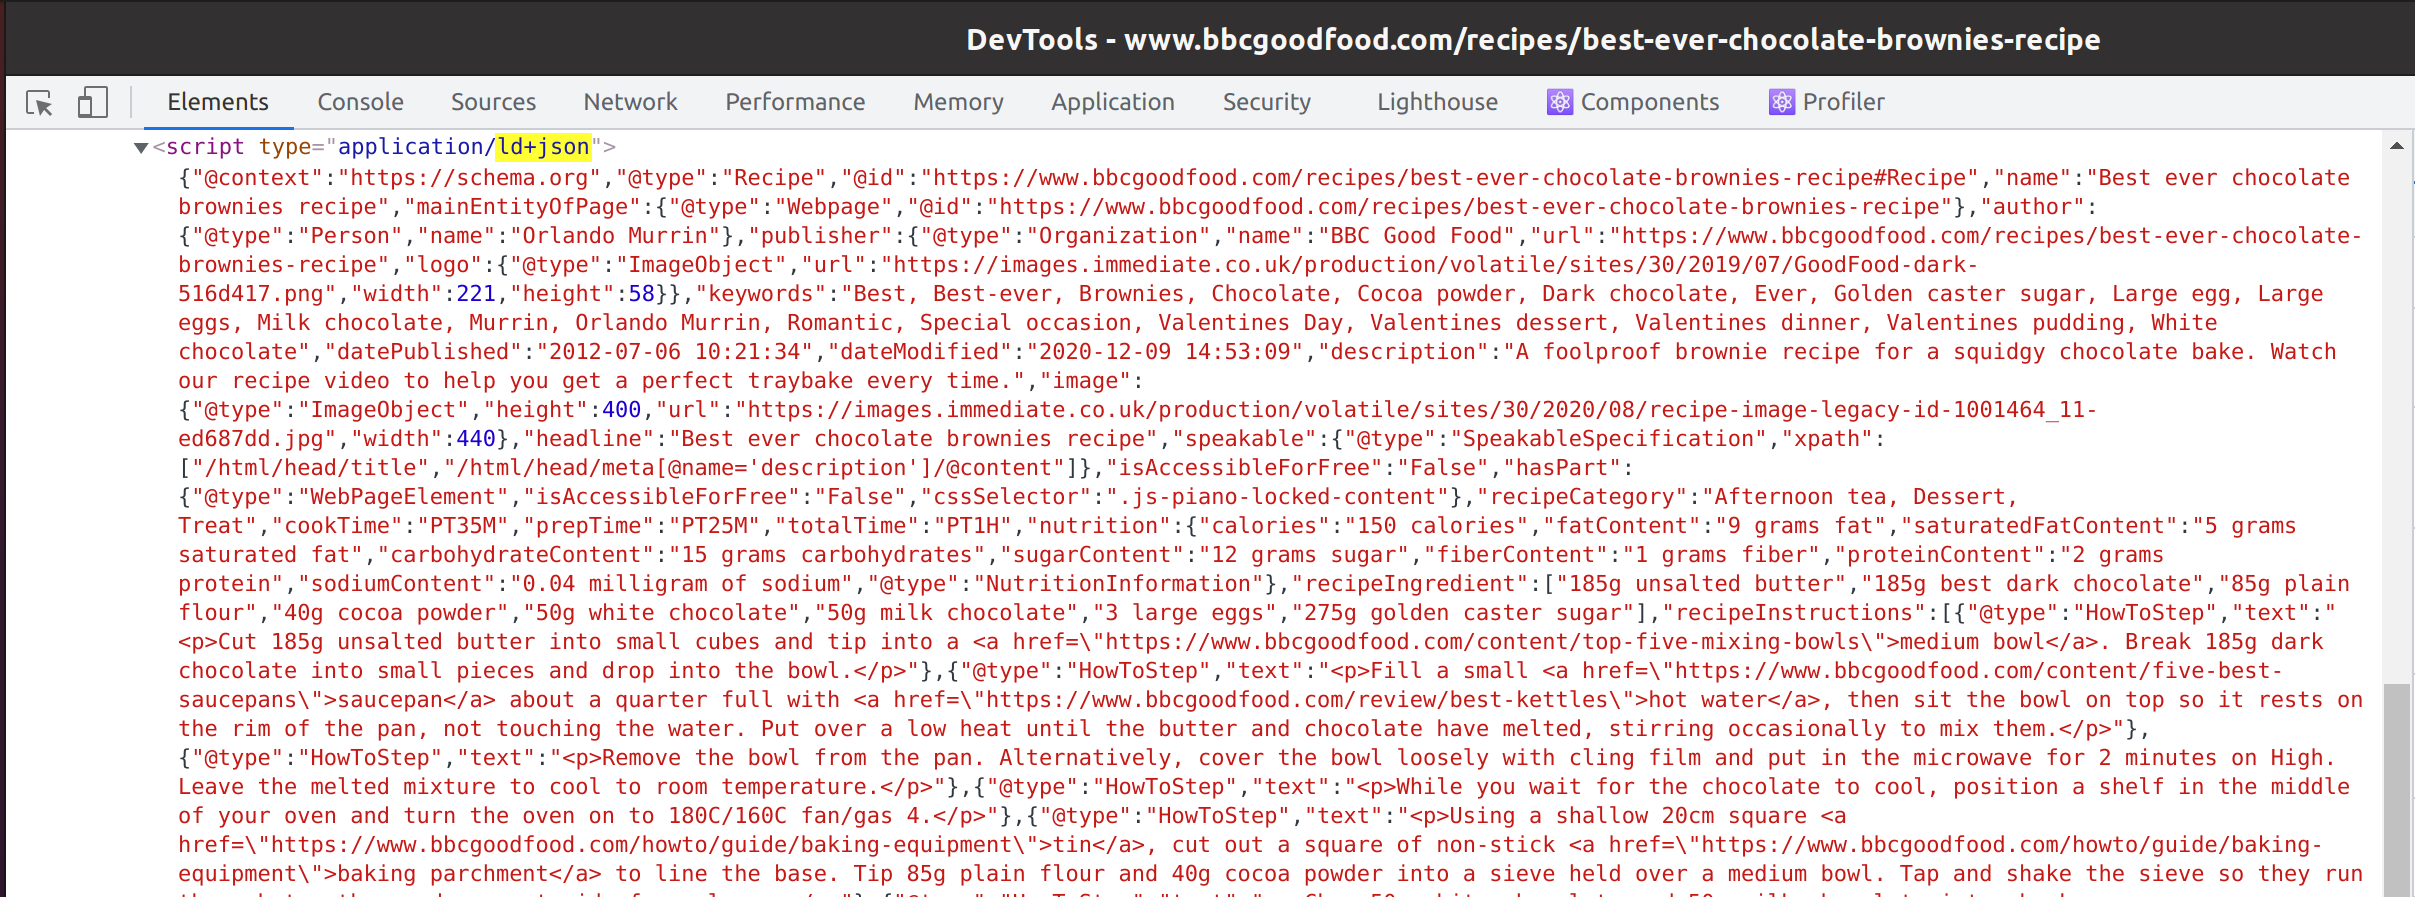 DevTools - www.bbcgoodfood.com/recipes/best-ever-chocolate-brownies-recipe
Elements Console Sources Network Performance Memory Application Security Lighthouse Components Profiler
<script type="application/ld+json">
{"@context":"https://schema.org","@type":"Recipe","@id":"https://www.bbcgoodfood.com/recipes/best-ever-chocolate-brownies-recipe#Recipe","name":"Best ever chocolate
brownies recipe","mainEntityOfPage":{"@type":"Webpage","@id":"https://www.bbcgoodfood.com/recipes/best-ever-chocolate-brownies-recipe"},"author":
{"@type":"Person","name":"Orlando Murrin"},"publisher":{"@type":"Organization","name":"BBC Good Food","url":"https://www.bbcgoodfood.com/recipes/best-ever-chocolate-
brownies-recipe","logo":{"@type":"ImageObject","url":"https://images.immediate.co.uk/production/volatile/sites/30/2019/07/GoodFood-dark-
516d417.png","width":221,"height":58}},"keywords":"Best, Best-ever, Brownies, Chocolate, Cocoa powder, Dark chocolate, Ever, Golden caster sugar, Large egg, Large
eggs, Milk chocolate, Murrin, Orlando Murrin, Romantic, Special occasion, Valentines Day, Valentines dessert, Valentines dinner, Valentines pudding, White
chocolate","datePublished":"2012-07-06 10:21:34","dateModified":"2020-12-09 14:53:09","description":"A foolproof brownie recipe for a squidgy chocolate bake. Watch
our recipe video to help you get a perfect traybake every time.","image":
{"@type":"ImageObject","height":400,"url":"https://images.immediate.co.uk/production/volatile/sites/30/2020/08/recipe-image-legacy-id-1001464_11-
ed687dd.jpg","width":440},"headline":"Best ever chocolate brownies recipe","speakable":{"@type":"SpeakableSpecification","xpath":
["/html/head/title","/html/head/meta[@name='description']/@content"]},"isAccessibleForFree":"False","hasPart":
{"@type":"WebPageElement","isAccessibleForFree":"False","cssSelector":".js-piano-locked-content"},"recipeCategory":"Afternoon tea, Dessert,
Treat","cookTime":"PT35M","prepTime":"PT25M","totalTime":"PT1H","nutrition":{"calories":"150 calories","fatContent":"9 grams fat","saturatedFatContent":"5 grams
saturated fat","carbohydrateContent":"15 grams carbohydrates","sugarContent":"12 grams sugar","fiberContent":"1 grams fiber","proteinContent":"2 grams
protein","sodiumContent":"0.04 milligram of sodium","@type":"NutritionInformation"},"recipeIngredient":["185g unsalted butter","185g best dark chocolate","85g plain
flour","40g cocoa powder","50g white chocolate","50g milk chocolate","3 large eggs","275g golden caster sugar"],"recipeInstructions":[{"@type":"HowToStep","text":"
<p>Cut 185g unsalted butter into small cubes and tip into a <a href=\"https://www.bbcgoodfood.com/content/top-five-mixing-bowls\">medium bowl</a>. Break 185g dark
chocolate into small pieces and drop into the bowl.</p>"},{"@type":"HowToStep","text":"<p>Fill a small <a href=\"https://www.bbcgoodfood.com/content/five-best-
saucepans\">saucepan</a> about a quarter full with <a href=\"https://www.bbcgoodfood.com/review/best-kettles\">hot water</a>, then sit the bowl on top so it rests on
the rim of the pan, not touching the water. Put over a low heat until the butter and chocolate have melted, stirring occasionally to mix them.</p>"},
{"@type":"HowToStep","text":"<p>Remove the bowl from the pan. Alternatively, cover the bowl loosely with cling film and put in the microwave for 2 minutes on High.
Leave the melted mixture to cool to room temperature.</p>"},{"@type":"HowToStep","text":"<p>While you wait for the chocolate to cool, position a shelf in the middle
of your oven and turn the oven on to 180C/160C fan/gas 4.</p>"},{"@type":"HowToStep","text":"<p>Using a shallow 20cm square <a
href=\"https://www.bbcgoodfood.com/howto/guide/baking-equipment\">tin</a>, cut out a square of non-stick <a href=\"https://www.bbcgoodfood.com/howto/guide/baking-
equipment\">baking parchment</a> to line the base. Tip 85g plain flour and 40g cocoa powder into a sieve held over a medium bowl. Tap and shake the sieve so they run